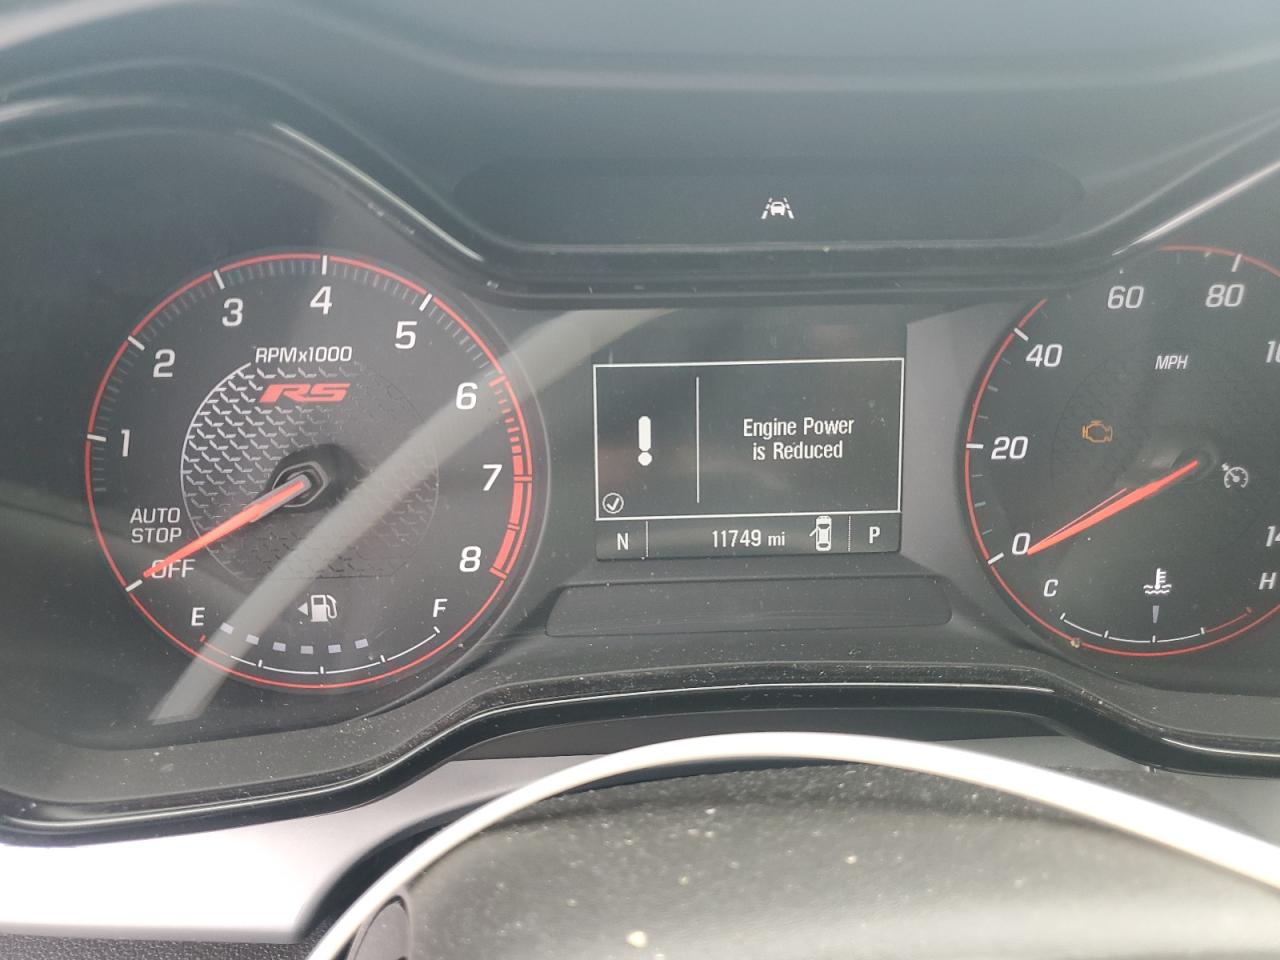 1
2
3
4
5
6
7
8
RPMx1000
RS
AUTO
STOP
OFF
E
F
Engine Power
is Reduced
N
11749 mi
P
0
20
40
60
80
MPH
C
H